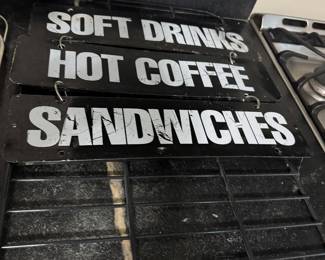 SOFT DRINKS
HOT COFFEE
SANDWICHES